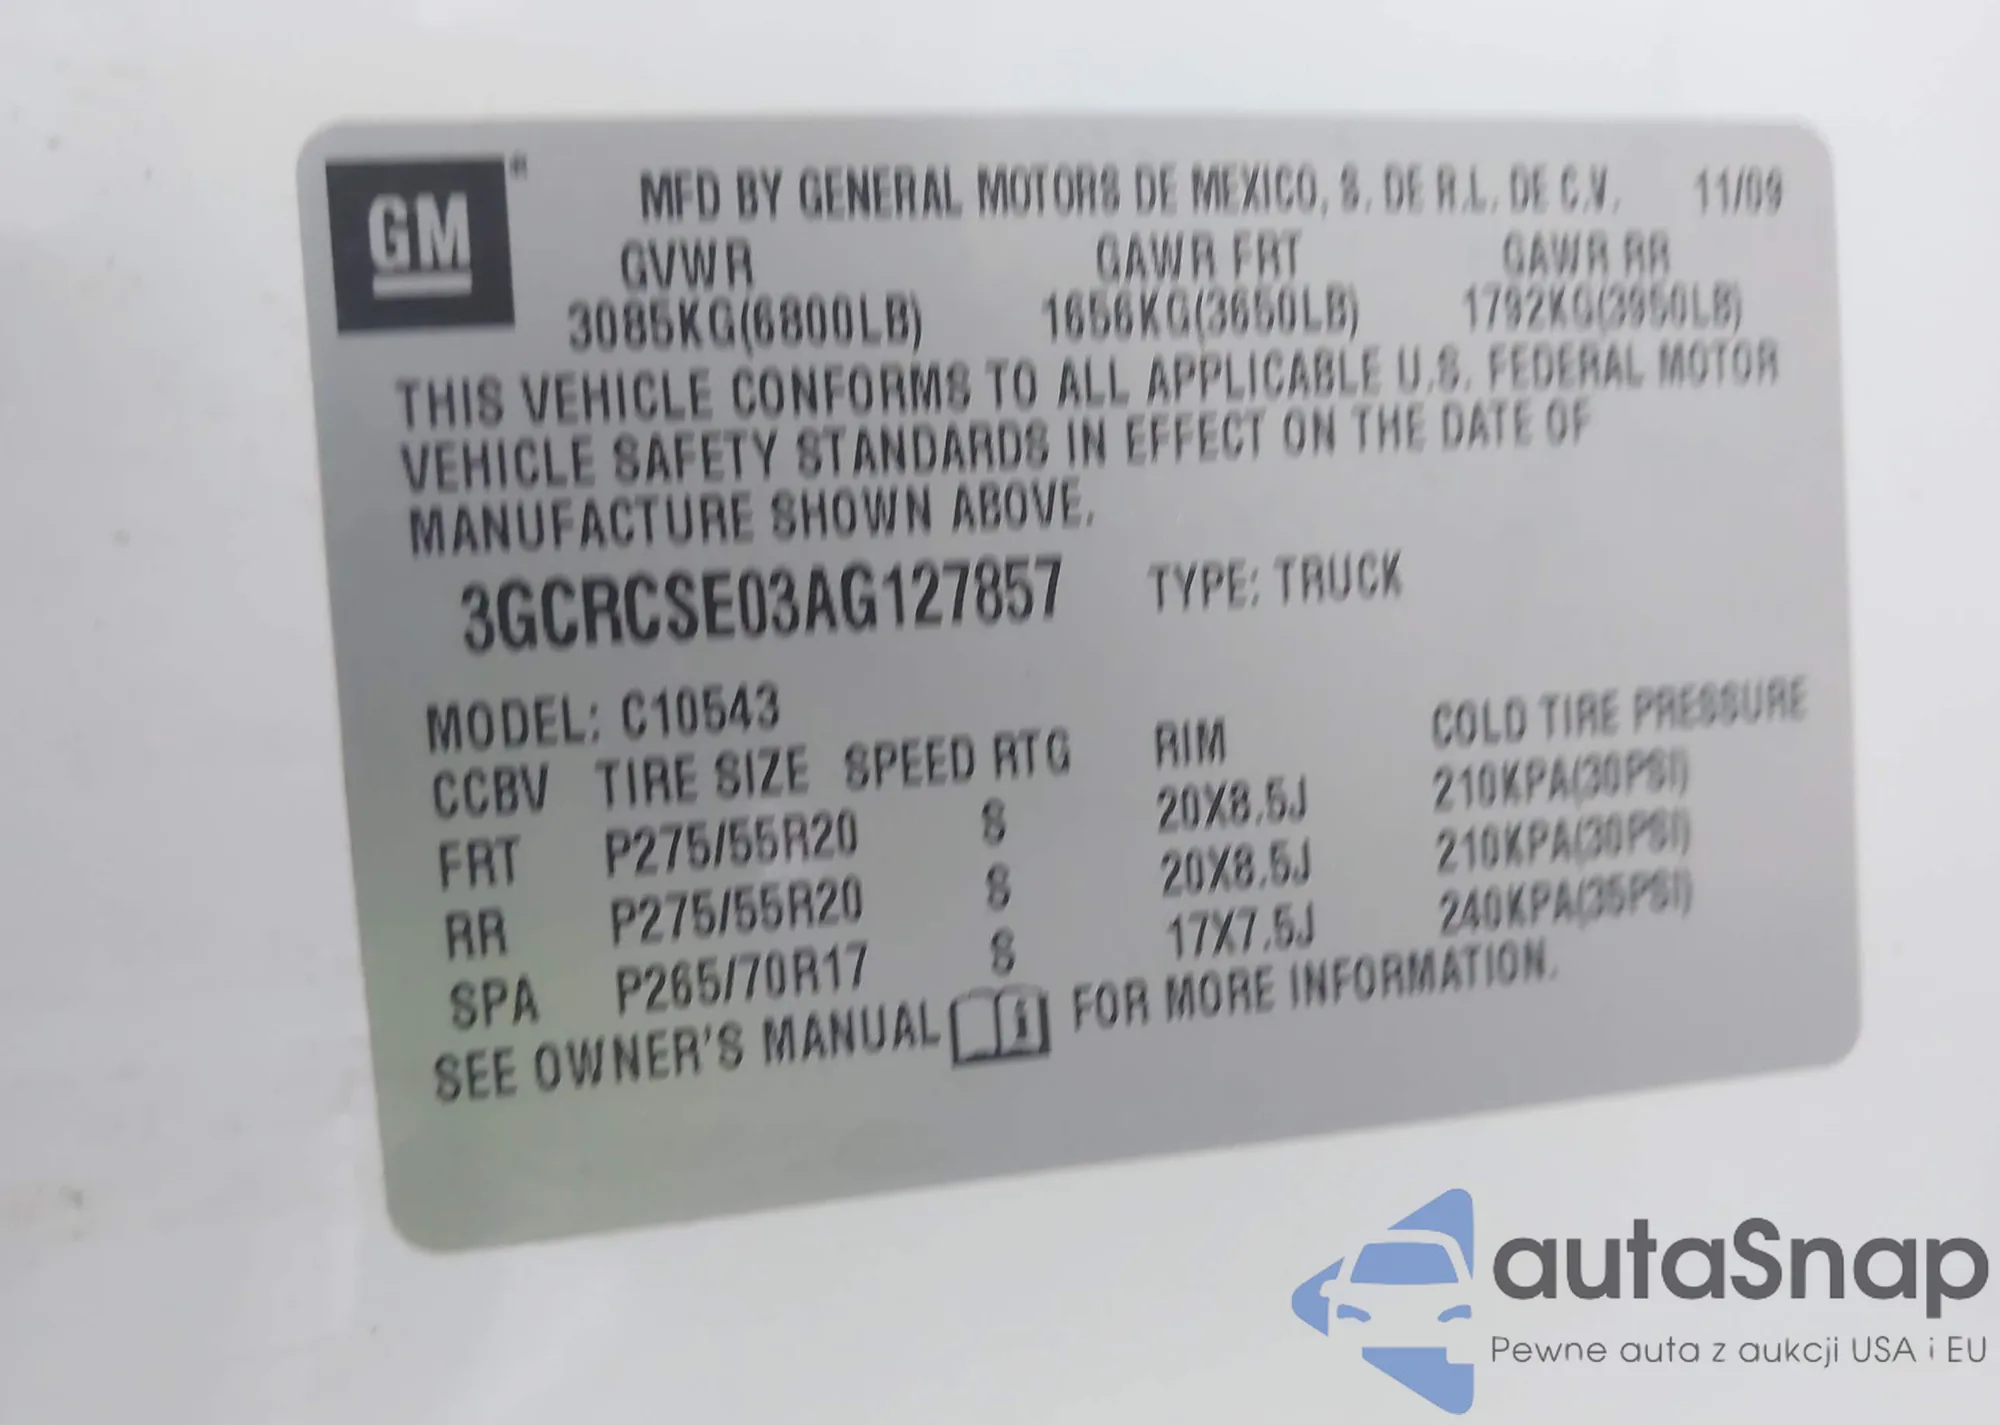 GM®
MFD BY GENERAL MOTORS DE MEXICO, S. DE R.L. DE C.V. 11/09
GVWR GAWR FRT GAWR RR
3085KG(6800LB) 1656KG(3650LB) 1792KG(3950LB)
THIS VEHICLE CONFORMS TO ALL APPLICABLE U.S. FEDERAL MOTOR
VEHICLE SAFETY STANDARDS IN EFFECT ON THE DATE OF
MANUFACTURE SHOWN ABOVE.
3GCRCSE03AG127857 TYPE: TRUCK
MODEL: C10543
CCBV TIRE SIZE SPEED RTG RIM COLD TIRE PRESSURE
FRT P275/55R20 S 20X8.5J 210KPA(30PSI)
RR P275/55R20 S 20X8.5J 210KPA(30PSI)
SPA P265/70R17 S 17X7.5J 240KPA(35PSI)
SEE OWNER'S MANUAL FOR MORE INFORMATION.
autaSnap
Pewne auta z aukcji USA i EU